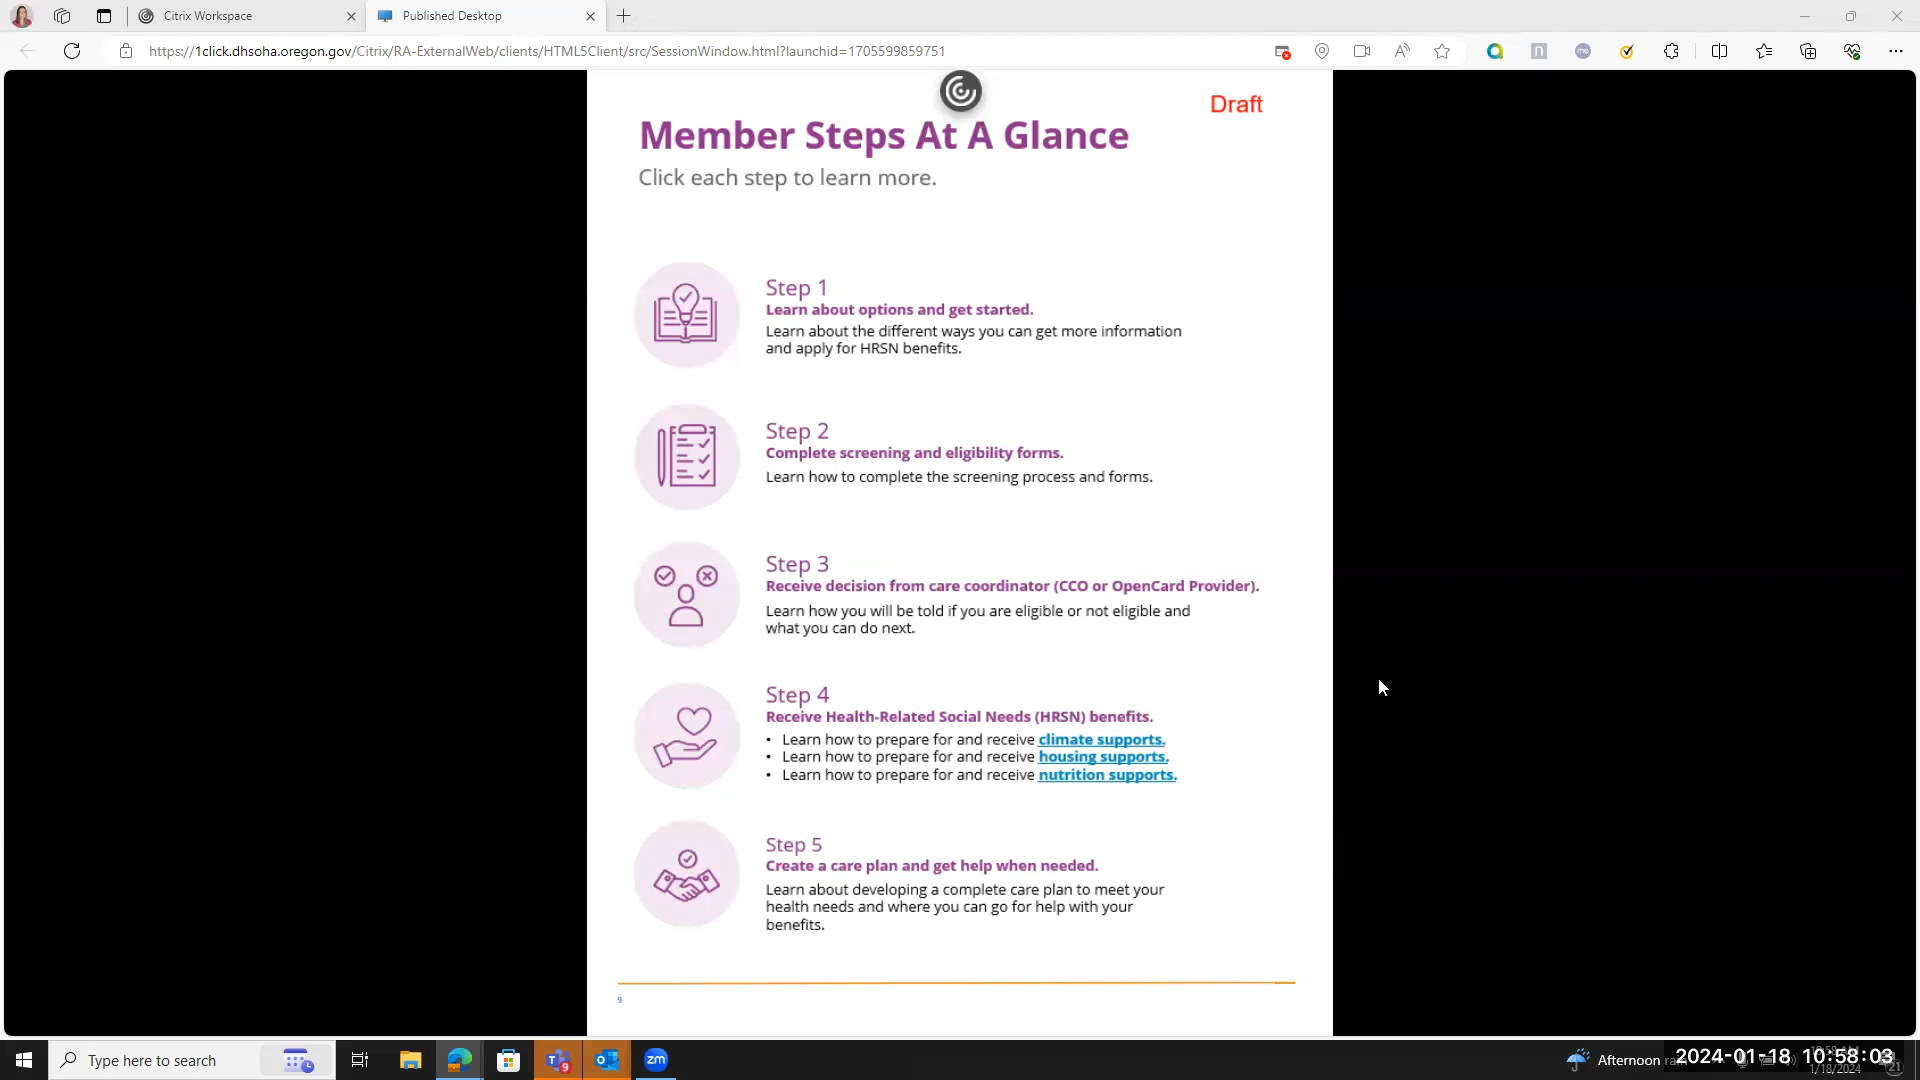 Citrix Workspace
Published Desktop
https://1click.dhsoha.oregon.gov/Citrix/RA-ExternalWeb/clients/HTML5Client/src/SessionWindow.html?launchid=1705599859751
Draft
Member Steps At A Glance
Click each step to learn more.
Step 1
Learn about options and get started.
Learn about the different ways you can get more information
and apply for HRSN benefits.
Step 2
Complete screening and eligibility forms.
Learn how to complete the screening process and forms.
Step 3
Receive decision from care coordinator (CCO or OpenCard Provider).
Learn how you will be told if you are eligible or not eligible and
what you can do next.
Step 4
Receive Health-Related Social Needs (HRSN) benefits.
• Learn how to prepare for and receive climate supports.
• Learn how to prepare for and receive housing supports.
• Learn how to prepare for and receive nutrition supports.
Step 5
Create a care plan and get help when needed.
Learn about developing a complete care plan to meet your
health needs and where you can go for help with your
benefits.
9
Type here to search
zm
Afternoon
2024-01-18 10:58:03
1/18/2024
21